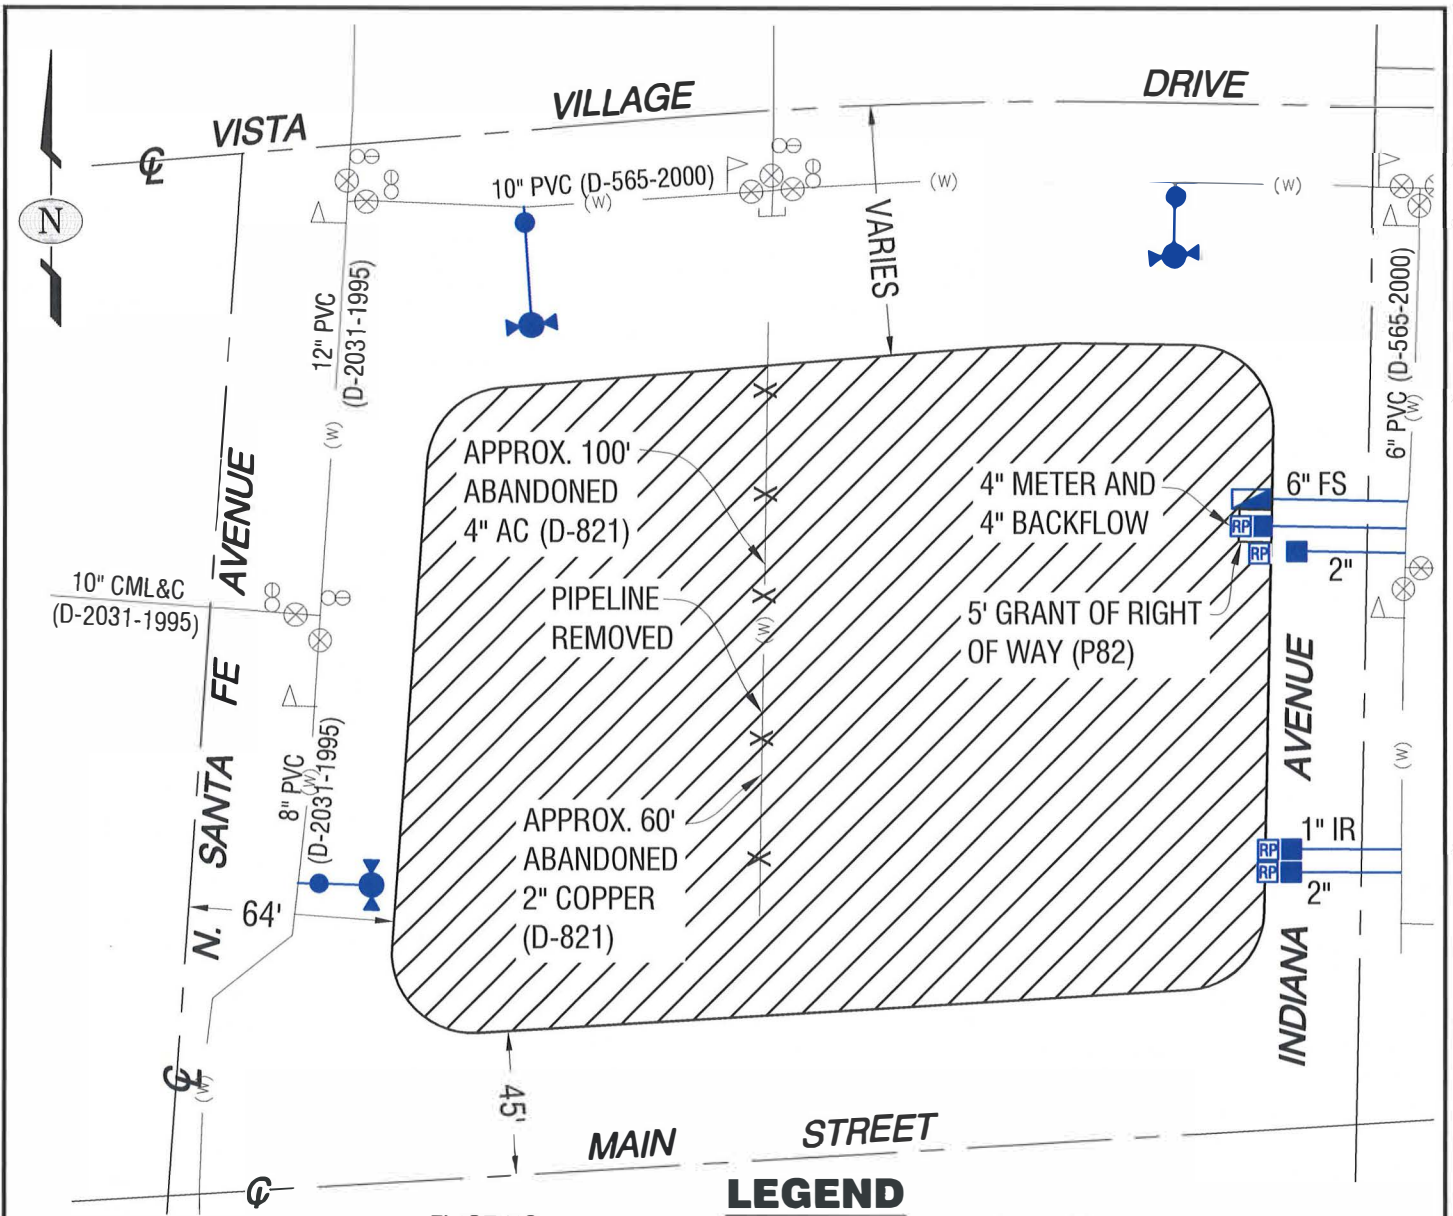 VISTA VILLAGE DRIVE
N
10" PVC (D-565-2000)
(W)
(W)
(W)
VARIES
12" PVC
(D-2031-1995)
(W)
6" PVC (D-565-2000)
(W)
APPROX. 100'
ABANDONED
4" AC (D-821)
4" METER AND
4" BACKFLOW
6" FS
RP
RP
2"
10" CML&C
(D-2031-1995)
PIPELINE
REMOVED
(W)
5' GRANT OF RIGHT
OF WAY (P82)
N. SANTA FE AVENUE
8" PVC
(W)
(D-2031-1995)
(W)
APPROX. 60'
ABANDONED
2" COPPER
(D-821)
1" IR
RP
RP
2"
64'
INDIANA AVENUE
(W)
45'
MAIN STREET
LEGEND